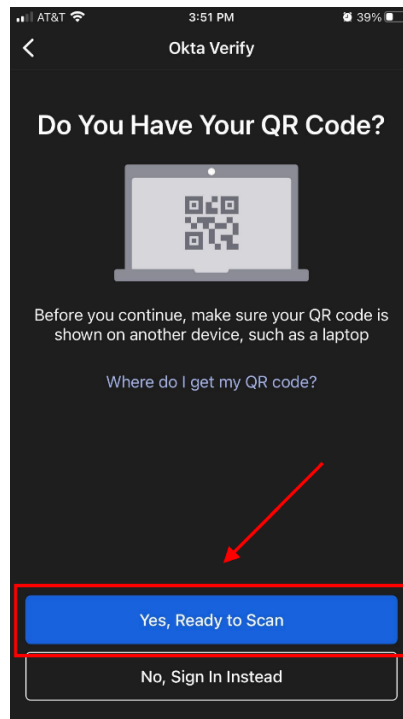 AT&T 3:51 PM 39%
Okta Verify
Do You Have Your QR Code?
Before you continue, make sure your QR code is
shown on another device, such as a laptop
Where do I get my QR code?
Yes, Ready to Scan
No, Sign In Instead